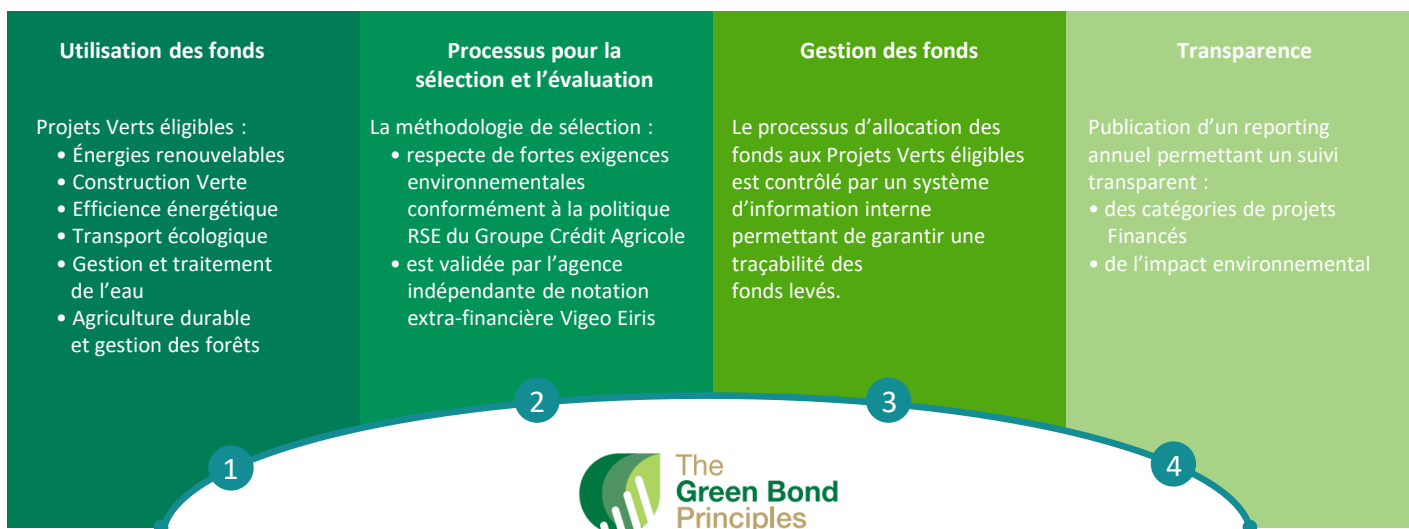 Utilisation des fonds
Projets Verts éligibles :
• Énergies renouvelables
• Construction Verte
• Efficience énergétique
• Transport écologique
• Gestion et traitement
de l'eau
• Agriculture durable
et gestion des forêts
Processus pour la
sélection et l'évaluation
La méthodologie de sélection :
• respecte de fortes exigences
environnementales
conformément à la politique
RSE du Groupe Crédit Agricole
• est validée par l'agence
indépendante de notation
extra-financière Vigeo Eiris
Gestion des fonds
Le processus d'allocation des
fonds aux Projets Verts éligibles
est contrôlé par un système
d'information interne
permettant de garantir une
traçabilité des
fonds levés.
Transparence
Publication d'un reporting
annuel permettant un suivi
transparent :
• des catégories de projets
Financés
• de l'impact environnemental
1
2
3
4
The
Green Bond
Principles